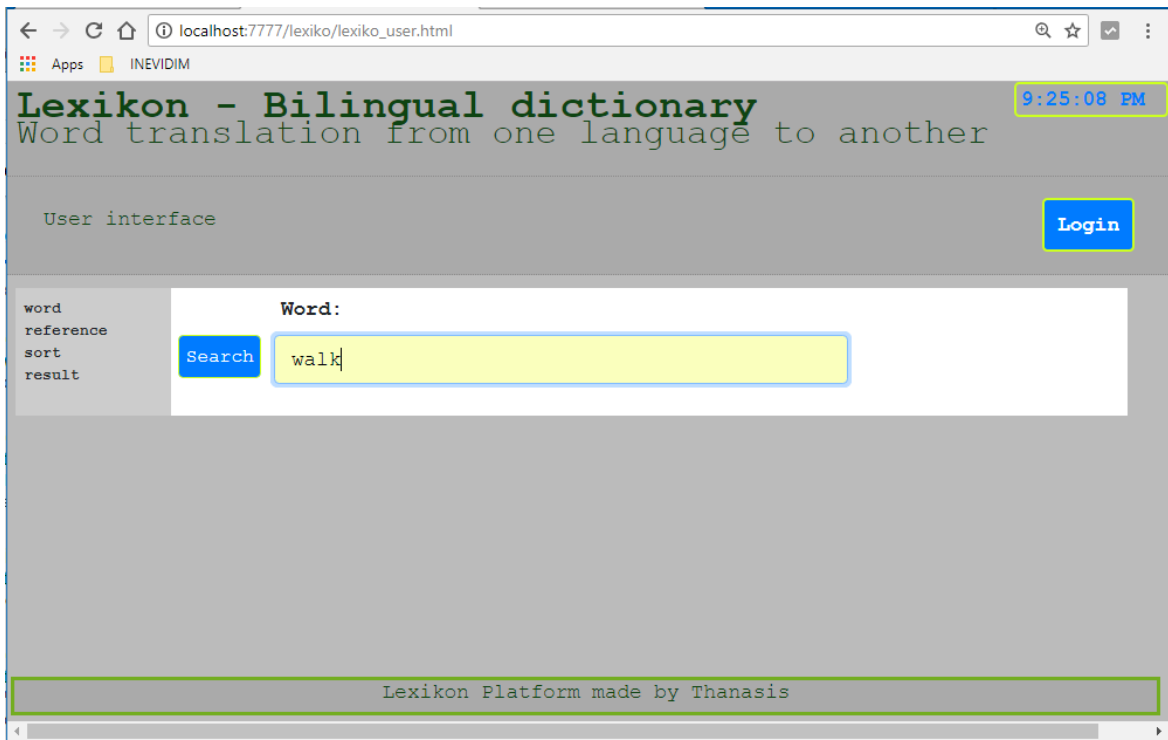 localhost:7777/lexiko/lexiko_user.html
Apps INEVIDIM
Lexikon - Bilingual dictionary
9:25:08 PM
Word translation from one language to another
User interface
Login
word
reference
sort
result
Word:
Search
walk
Lexikon Platform made by Thanasis